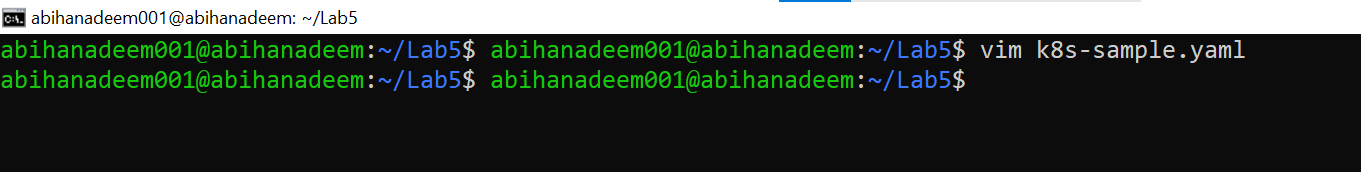 abihanadeem001@abihanadeem: ~/Lab5
abihanadeem001@abihanadeem:~/Lab5$ abihanadeem001@abihanadeem:~/Lab5$ vim k8s-sample.yaml
abihanadeem001@abihanadeem:~/Lab5$ abihanadeem001@abihanadeem:~/Lab5$